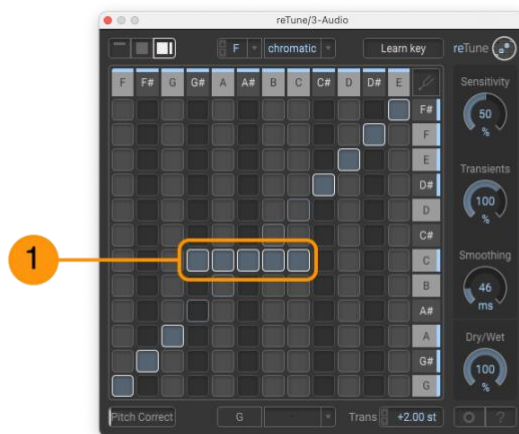 reTune/3-Audio
F chromatic Learn key reTune
F F# G G# A A# B C C# D D# E
F#
F
E
D#
D
C#
C
B
A#
A
G#
G
Sensitivity
50
%
Transients
100
%
Smoothing
46
ms
Dry/Wet
100
%
1
Pitch Correct G - Trans +2.00 st ?